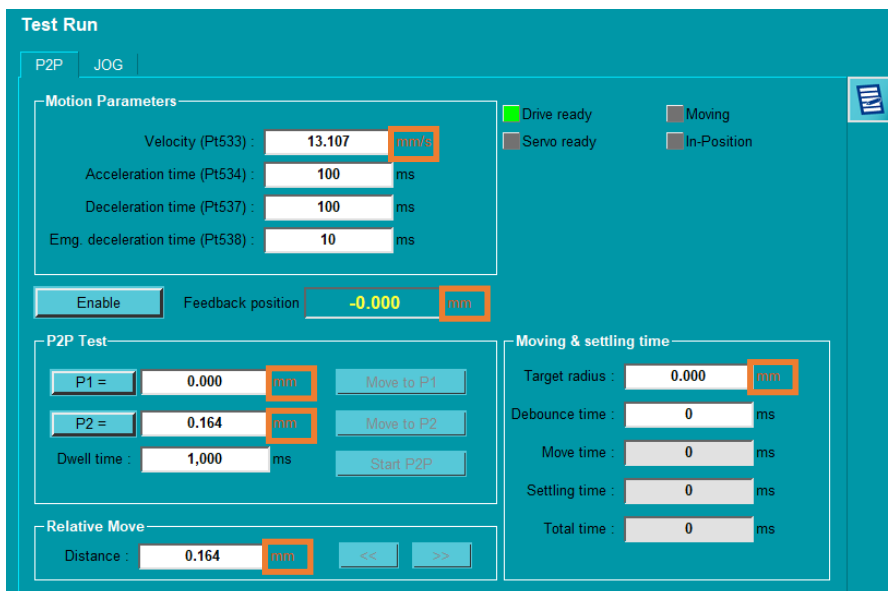 Test Run
P2P JOG
Motion Parameters
Velocity (Pt533) : 13.107 mm/s
Acceleration time (Pt534) : 100 ms
Deceleration time (Pt537) : 100 ms
Emg. deceleration time (Pt538) : 10 ms
Drive ready Moving
Servo ready In-Position
Enable Feedback position -0.000 mm
P2P Test
P1 = 0.000 mm Move to P1
P2 = 0.164 mm Move to P2
Dwell time : 1,000 ms Start P2P
Relative Move
Distance : 0.164 mm << >>
Moving & settling time
Target radius : 0.000 mm
Debounce time : 0 ms
Move time : 0 ms
Settling time : 0 ms
Total time : 0 ms